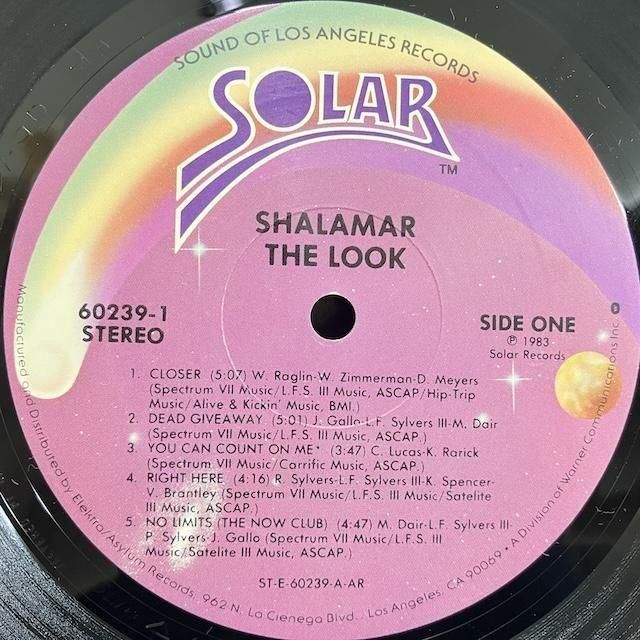 SOUND OF LOS ANGELES RECORDS
SOLAR
TM
SHALAMAR
THE LOOK
60239-1
STEREO
SIDE ONE
℗ 1983
Solar Records
1. CLOSER (5:07) W. Raglin-W. Zimmerman-D. Meyers
(Spectrum VII Music/L.F.S. III Music, ASCAP/Hip-Trip
Music/Alive & Kickin' Music, BMI.)
2. DEAD GIVEAWAY (5:01) J. Gallo-L.F. Sylvers III-M. Dair
(Spectrum VII Music/L.F.S. III Music, ASCAP)
3. YOU CAN COUNT ON ME* (3:47) C. Lucas-K. Rarick
(Spectrum VII Music/Carrific Music, ASCAP.)
4. RIGHT HERE (4:16) R. Sylvers-L.F. Sylvers III-K. Spencer-
V. Brantley (Spectrum VII Music/L.F.S. III Music/Satelite
III Music, ASCAP.)
5. NO LIMITS (THE NOW CLUB) (4:47) M. Dair-L.F. Sylvers III-
P. Sylvers-J. Gallo (Spectrum VII Music/L.F.S. III
Music/Satelite III Music, ASCAP.)
ST-E-60239-A-AR
Manufactured and Distributed by Elektra/Asylum Records, 962 N. La Cienega Blvd., Los Angeles, CA 90069 • A Division of Warner Communications Inc.
0